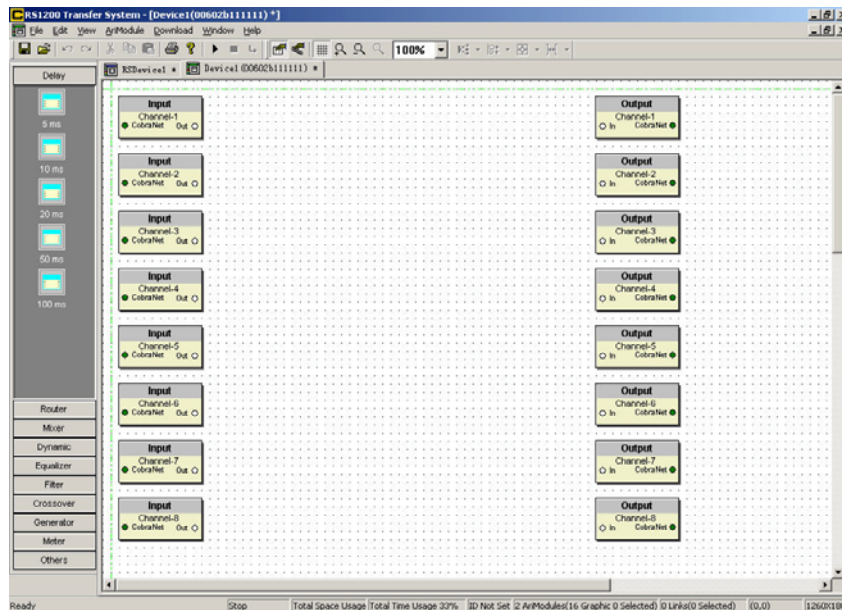 RS1200 Transfer System - [Device1(00602b111111) *]
File Edit View AriModule Download Window Help
100%
Delay
RSDevice1 *
Device1(00602b111111) *
5 ms
10 ms
20 ms
50 ms
100 ms
Router
Mixer
Dynamic
Equalizer
Filter
Crossover
Generator
Meter
Others
Input
Channel-1
CobraNet Out
Output
Channel-1
In CobraNet
Input
Channel-2
CobraNet Out
Output
Channel-2
In CobraNet
Input
Channel-3
CobraNet Out
Output
Channel-3
In CobraNet
Input
Channel-4
CobraNet Out
Output
Channel-4
In CobraNet
Input
Channel-5
CobraNet Out
Output
Channel-5
In CobraNet
Input
Channel-6
CobraNet Out
Output
Channel-6
In CobraNet
Input
Channel-7
CobraNet Out
Output
Channel-7
In CobraNet
Input
Channel-8
CobraNet Out
Output
Channel-8
In CobraNet
Ready
Stop
Total Space Usage
Total Time Usage 33%
ID Not Set
2 AriModules(16 Graphic 0 Selected)
0 Links(0 Selected)
(0,0)